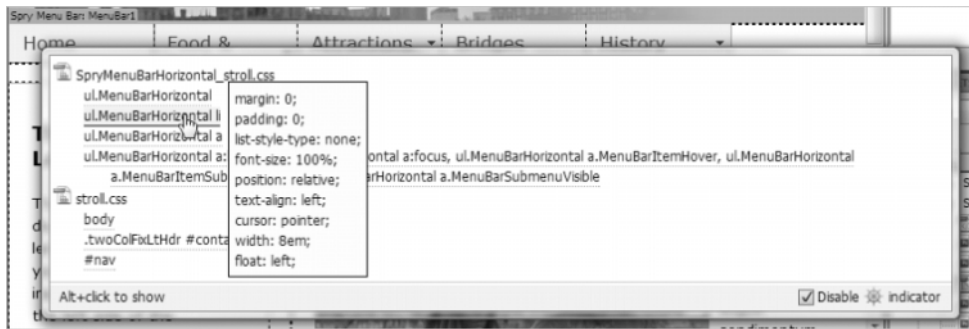 Spry Menu Bar: MenuBar1
Home Food & Attractions Bridges History
SpryMenuBarHorizontal_stroll.css
ul.MenuBarHorizontal
ul.MenuBarHorizontal li
ul.MenuBarHorizontal a
ul.MenuBarHorizontal a: ontal a:focus, ul.MenuBarHorizontal a.MenuBarItemHover, ul.MenuBarHorizontal
a.MenuBarItemSub arHorizontal a.MenuBarSubmenuVisible
stroll.css
body
.twoColFixLtHdr #conta
#nav
margin: 0;
padding: 0;
list-style-type: none;
font-size: 100%;
position: relative;
text-align: left;
cursor: pointer;
width: 8em;
float: left;
Alt+click to show
Disable indicator